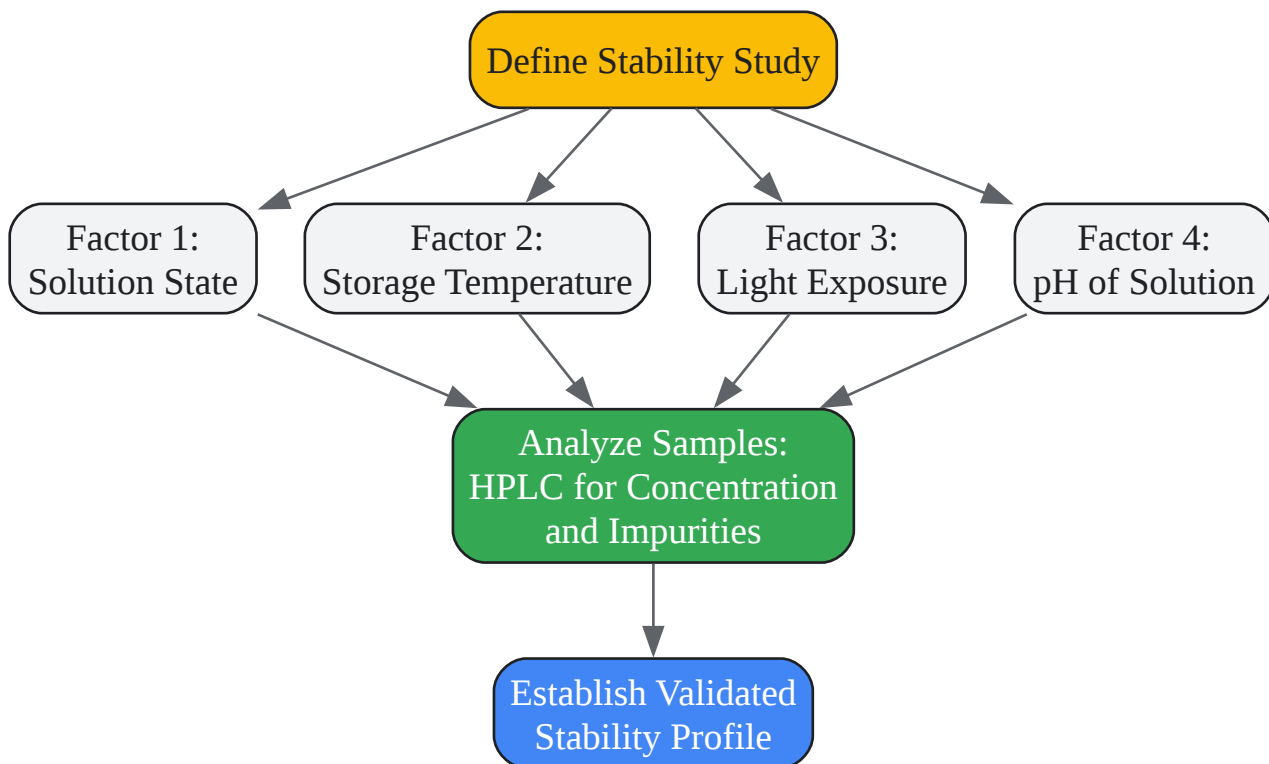 Define Stability Study
Factor 1:
Solution State
Factor 2:
Storage Temperature
Factor 3:
Light Exposure
Factor 4:
pH of Solution
Analyze Samples:
HPLC for Concentration
and Impurities
Establish Validated
Stability Profile